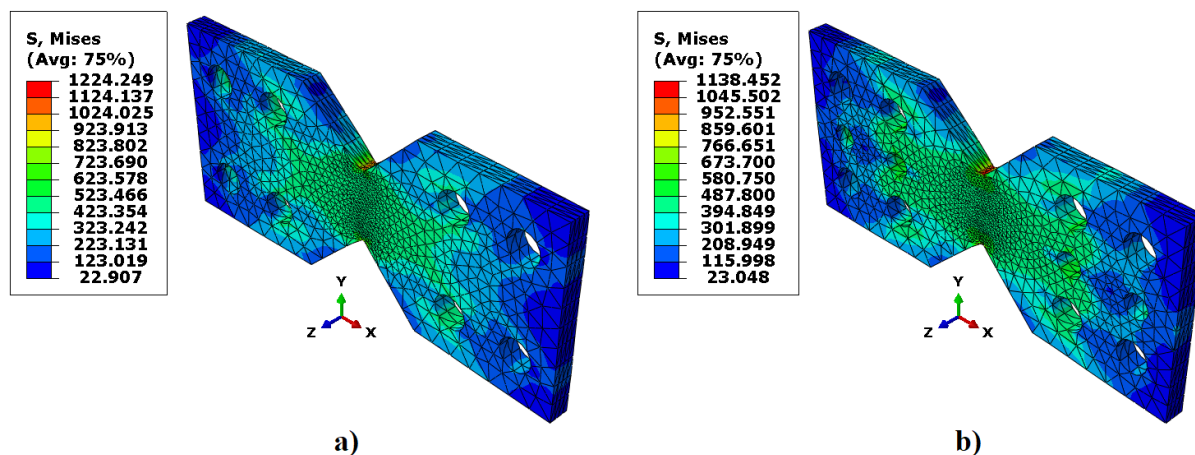 S, Mises
(Avg: 75%)
1224.249
1124.137
1024.025
923.913
823.802
723.690
623.578
523.466
423.354
323.242
223.131
123.019
22.907
Y
Z
X
a)
S, Mises
(Avg: 75%)
1138.452
1045.502
952.551
859.601
766.651
673.700
580.750
487.800
394.849
301.899
208.949
115.998
23.048
Y
Z
X
b)